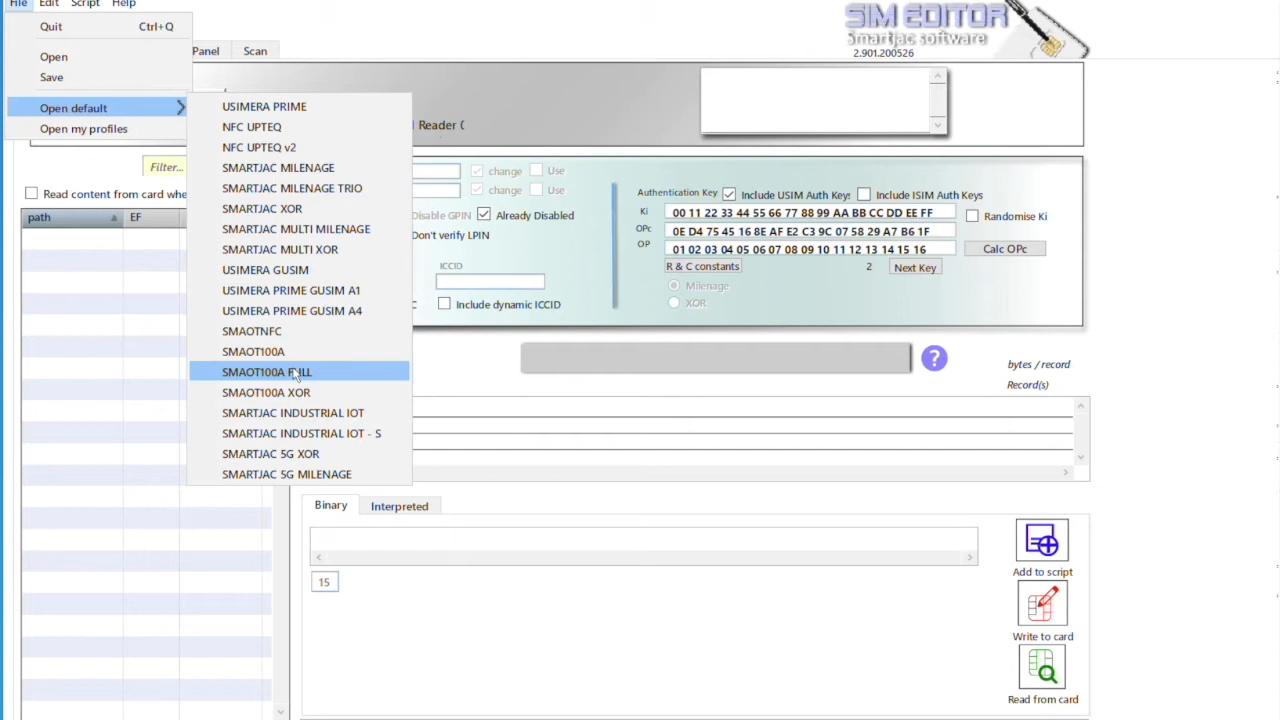 File Edit Script Help
SIM EDITOR
Smartjac software
2.901.200526
Quit Ctrl+Q
Open
Save
Open default
Open my profiles
Panel Scan
USIMERA PRIME
NFC UPTEQ
NFC UPTEQ v2
SMARTJAC MILENAGE
SMARTJAC MILENAGE TRIO
SMARTJAC XOR
SMARTJAC MULTI MILENAGE
SMARTJAC MULTI XOR
USIMERA GUSIM
USIMERA PRIME GUSIM A1
USIMERA PRIME GUSIM A4
SMAOTNFC
SMAOT100A
SMAOT100A FULL
SMAOT100A XOR
SMARTJAC INDUSTRIAL IOT
SMARTJAC INDUSTRIAL IOT - S
SMARTJAC 5G XOR
SMARTJAC 5G MILENAGE
Reader (
Filter...
Read content from card whe
path EF
change Use
change Use
Disable GPIN Already Disabled
Don't verify LPIN
ICCID
Include dynamic ICCID
Authentication Key Include USIM Auth Keys Include ISIM Auth Keys
Ki 00 11 22 33 44 55 66 77 88 99 AA BB CC DD EE FF Randomise Ki
OPc 0E D4 75 45 16 8E AF E2 C3 9C 07 58 29 A7 B6 1F
OP 01 02 03 04 05 06 07 08 09 10 11 12 13 14 15 16 Calc OPc
R & C constants 2 Next Key
Milenage
XOR
?
bytes / record
Record(s)
Binary Interpreted
15
Add to script
Write to card
Read from card